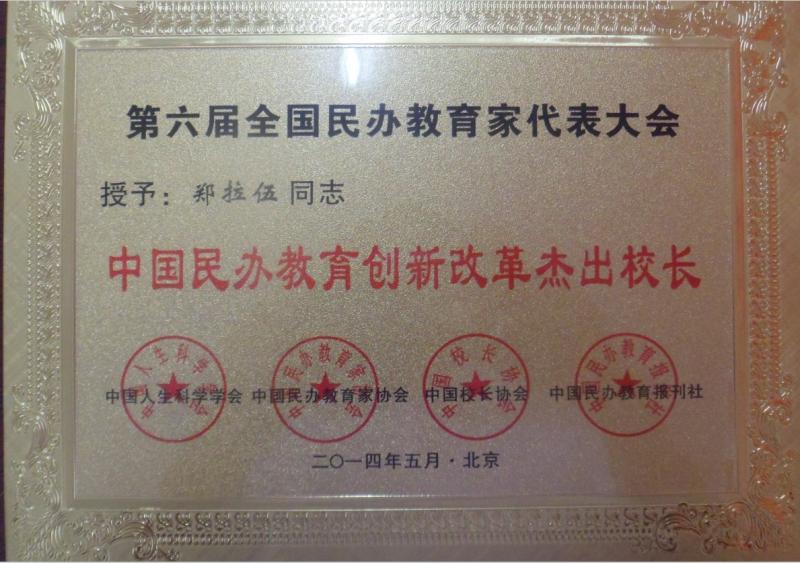 第六届全国民办教育家代表大会
授予：郑拉伍同志
中国民办教育创新改革杰出校长
中国人生科学学会 中国民办教育家协会 中国校长协会 中国民办教育报刊社
二〇一四年五月·北京